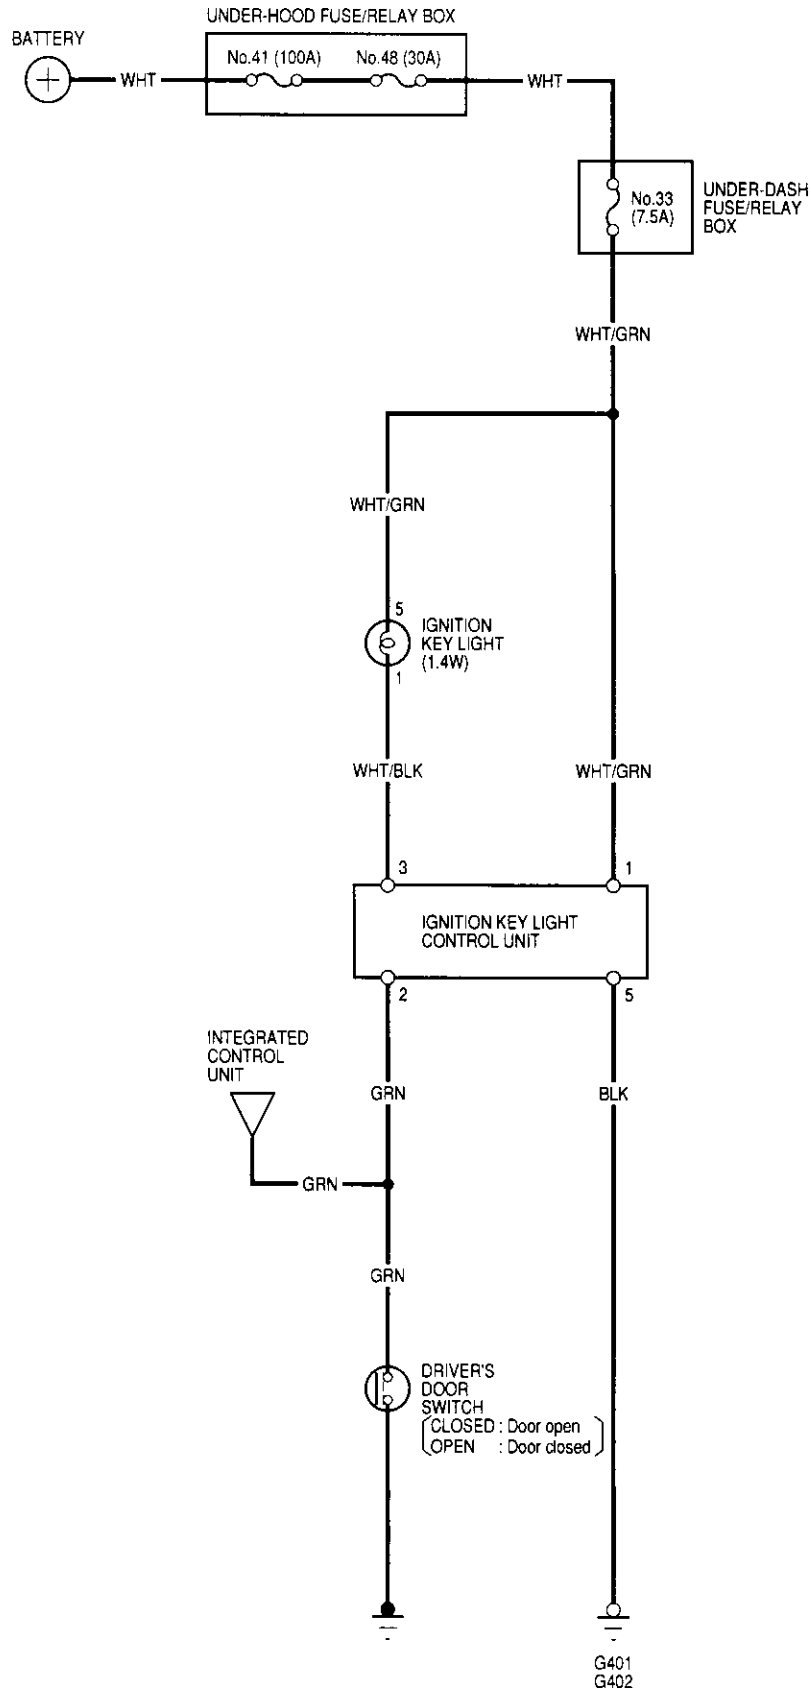 UNDER-HOOD FUSE/RELAY BOX
BATTERY
No.41 (100A)
No.48 (30A)
+
WHT
WHT
No.33
(7.5A)
UNDER-DASH
FUSE/RELAY
BOX
WHT/GRN
WHT/GRN
5
IGNITION
KEY LIGHT
(1.4W)
1
WHT/BLK
WHT/GRN
3
1
IGNITION KEY LIGHT
CONTROL UNIT
2
5
INTEGRATED
CONTROL
UNIT
GRN
BLK
GRN
GRN
DRIVER'S
DOOR
SWITCH
(CLOSED : Door open
OPEN : Door closed)
G401
G402